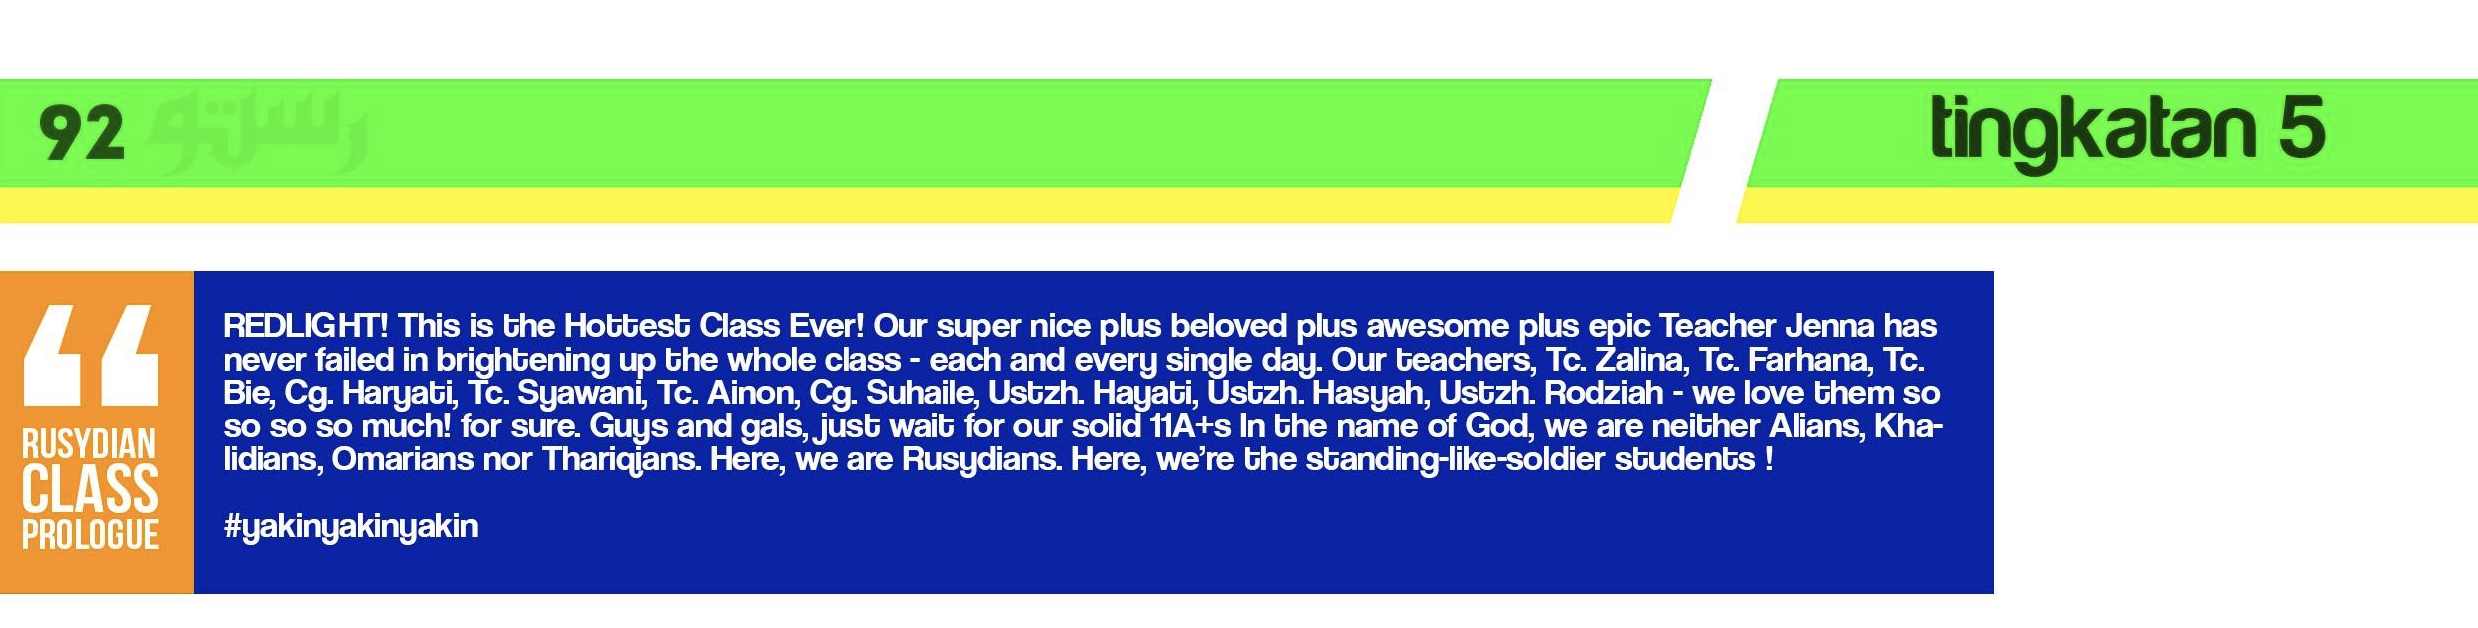 92 رستو
tingkatan 5
REDLIGHT! This is the Hottest Class Ever! Our super nice plus beloved plus awesome plus epic Teacher Jenna has
never failed in brightening up the whole class - each and every single day. Our teachers, Tc. Zalina, Tc. Farhana, Tc.
Bie, Cg. Haryati, Tc. Syawani, Tc. Ainon, Cg. Suhaile, Ustzh. Hayati, Ustzh. Hasyah, Ustzh. Rodziah - we love them so
so so so much! for sure. Guys and gals, just wait for our solid 11A+s In the name of God, we are neither Alians, Kha-
lidians, Omarians nor Thariqians. Here, we are Rusydians. Here, we're the standing-like-soldier students !
#yakinyakinyakin
RUSYDIAN
CLASS
PROLOGUE